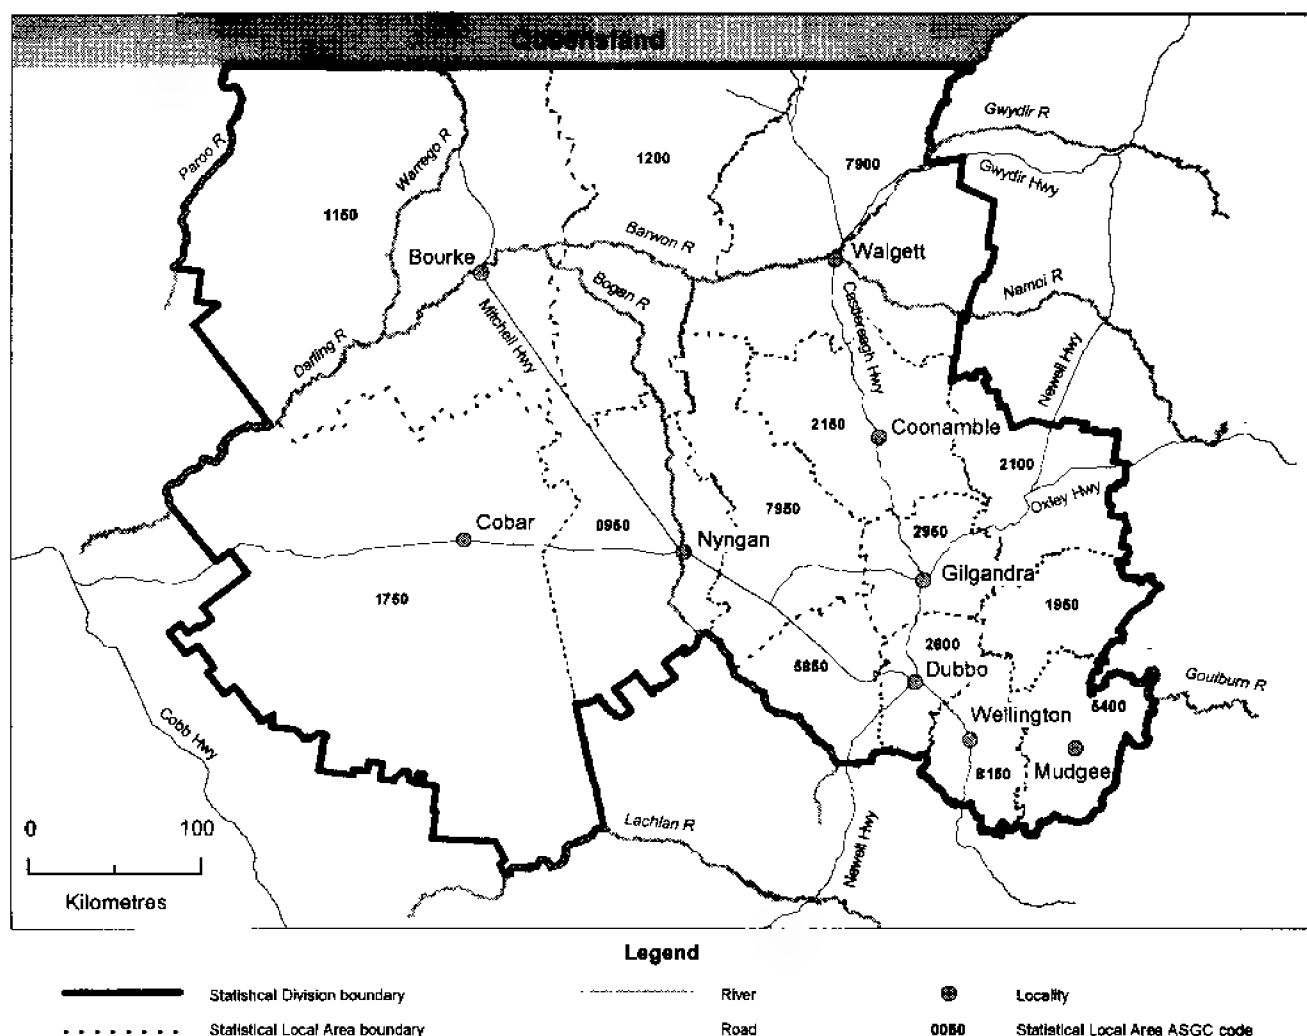 Queensland
Gwydir R
Paroo R
Warrego R
1200
7900
Gwydir Hwy
1150
Barwon R
Bourke
Walgett
Bogan R
Namoi R
Mitchell Hwy
Castlereagh Hwy
Darling R
Newell Hwy
2150
Coonamble
2100
Oxley Hwy
7950
Cobar
0950
2950
Nyngan
Gilgandra
1750
1950
2600
5850
Dubbo
Goulburn R
5400
Wellington
Cobb Hwy
8150
Mudgee
0 100
Lachlan R
Newell Hwy
Kilometres
Legend
Statishcal Division boundary
River
Locality
Statistical Local Area boundary
Road
0050
Statistical Local Area ASGC code